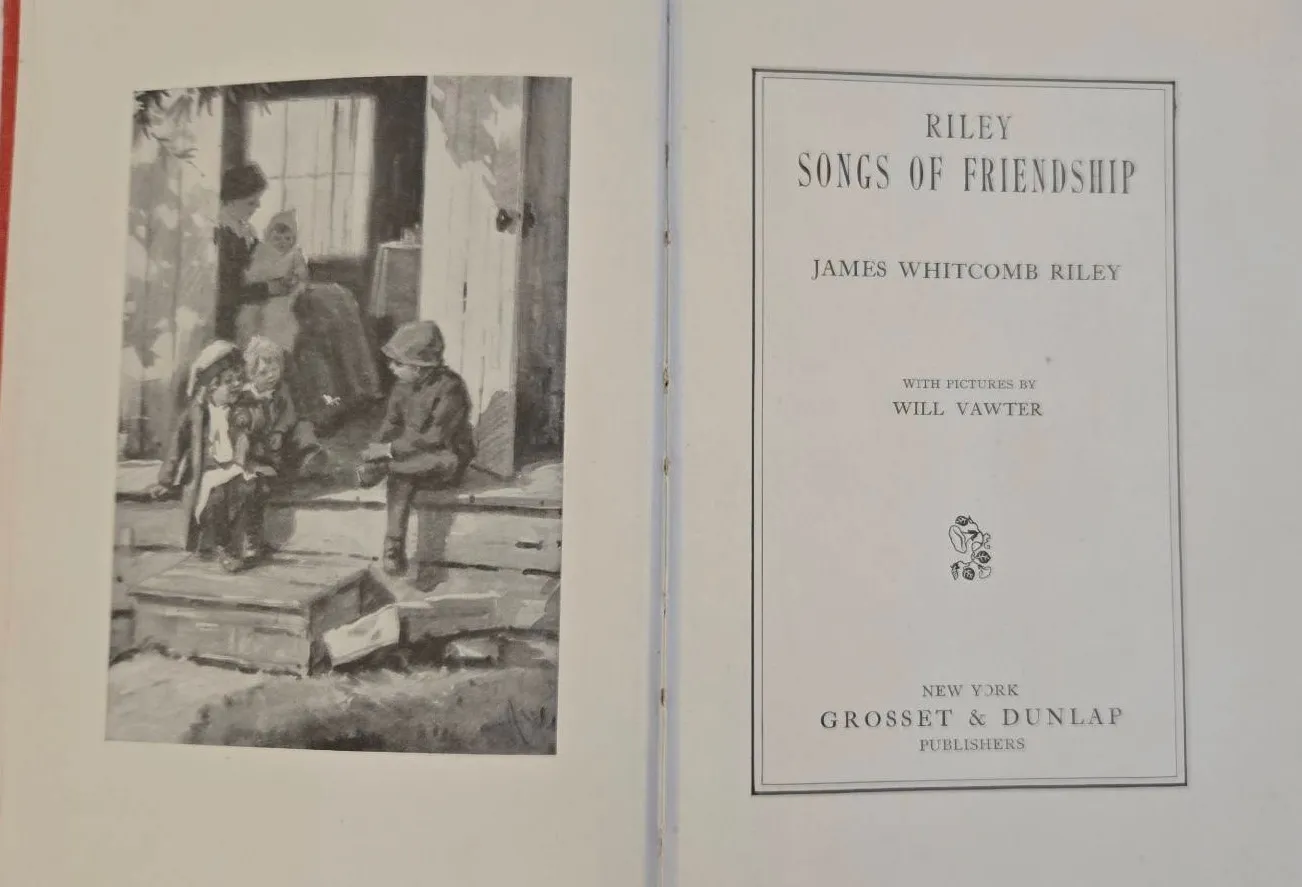 RILEY
SONGS OF FRIENDSHIP
JAMES WHITCOMB RILEY
WITH PICTURES BY
WILL VAWTER
NEW YORK
GROSSET & DUNLAP
PUBLISHERS